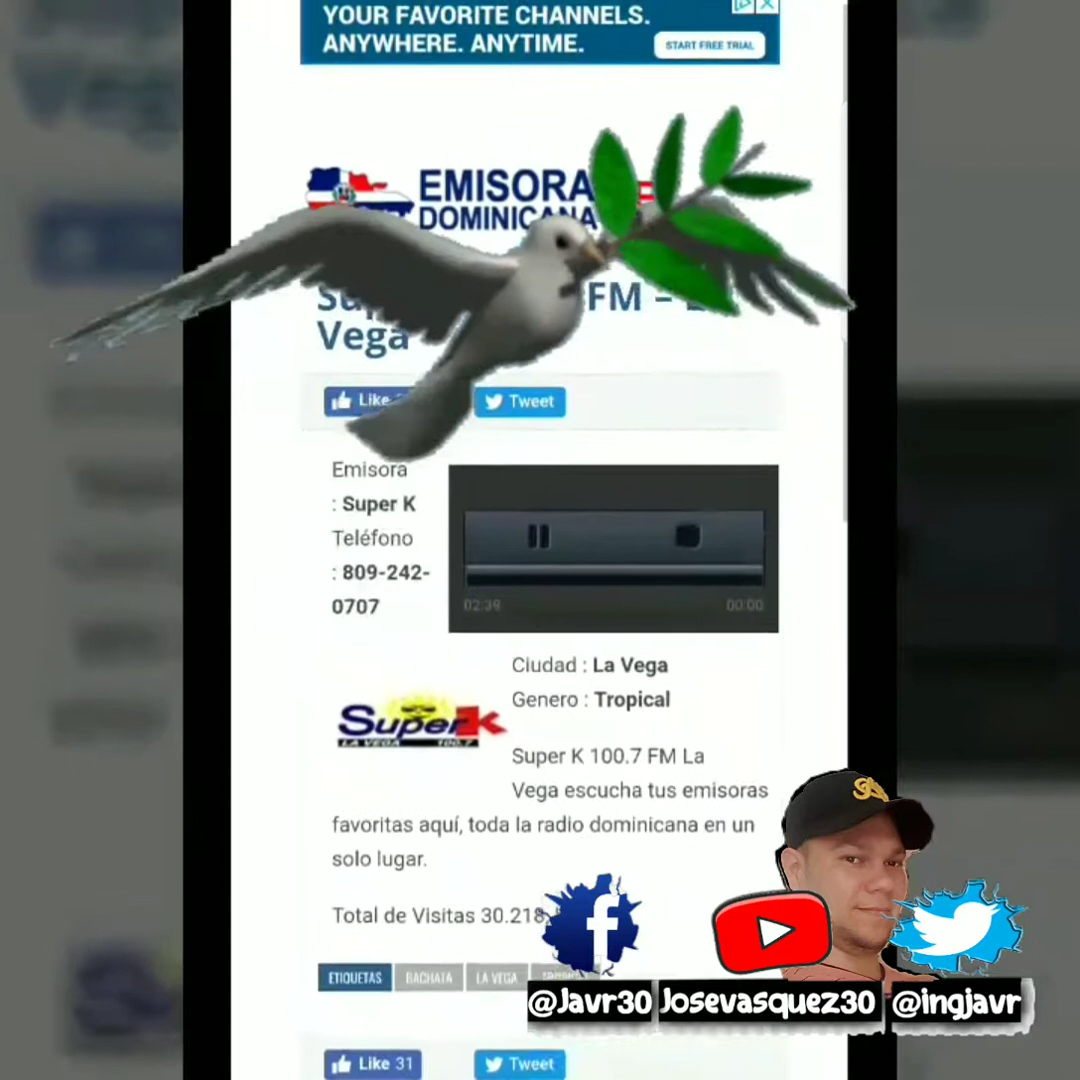 YOUR FAVORITE CHANNELS.
ANYWHERE. ANYTIME.
START FREE TRIAL
EMISORA
DOMINICANA
FM –
Vega
Like
Tweet
Emisora
: Super K
Teléfono
: 809-242-
0707
02:39
00:00
Ciudad : La Vega
Genero : Tropical
Super K
LA VEGA 100.7
Super K 100.7 FM La
Vega escucha tus emisoras
favoritas aquí, toda la radio dominicana en un
solo lugar.
Total de Visitas 30.218
ETIQUETAS
BACHATA
LA VEGA
@Javr30
Josevasquez30
@ingjavr
Like 31
Tweet